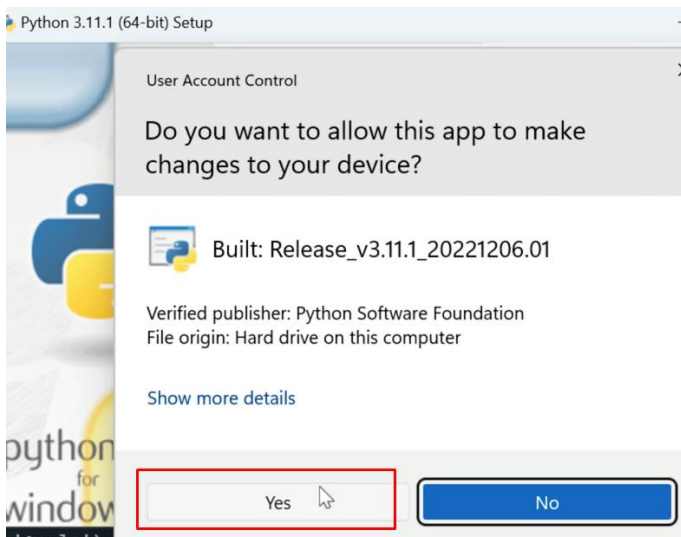 Python 3.11.1 (64-bit) Setup
User Account Control
Do you want to allow this app to make
changes to your device?
Built: Release_v3.11.1_20221206.01
Verified publisher: Python Software Foundation
File origin: Hard drive on this computer
Show more details
python
for
window
Yes
No